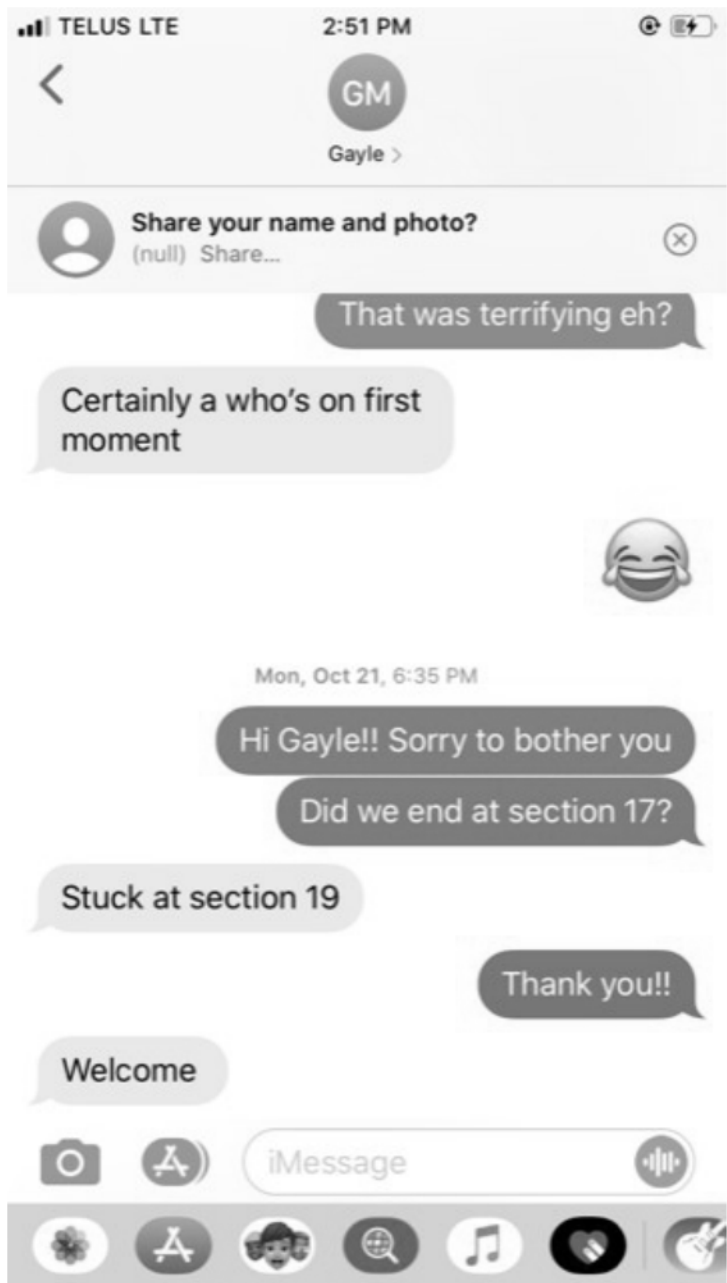 TELUS LTE 2:51 PM
GM
Gayle >
Share your name and photo?
(null) Share...
That was terrifying eh?
Certainly a who's on first
moment
Mon, Oct 21, 6:35 PM
Hi Gayle!! Sorry to bother you
Did we end at section 17?
Stuck at section 19
Thank you!!
Welcome
iMessage